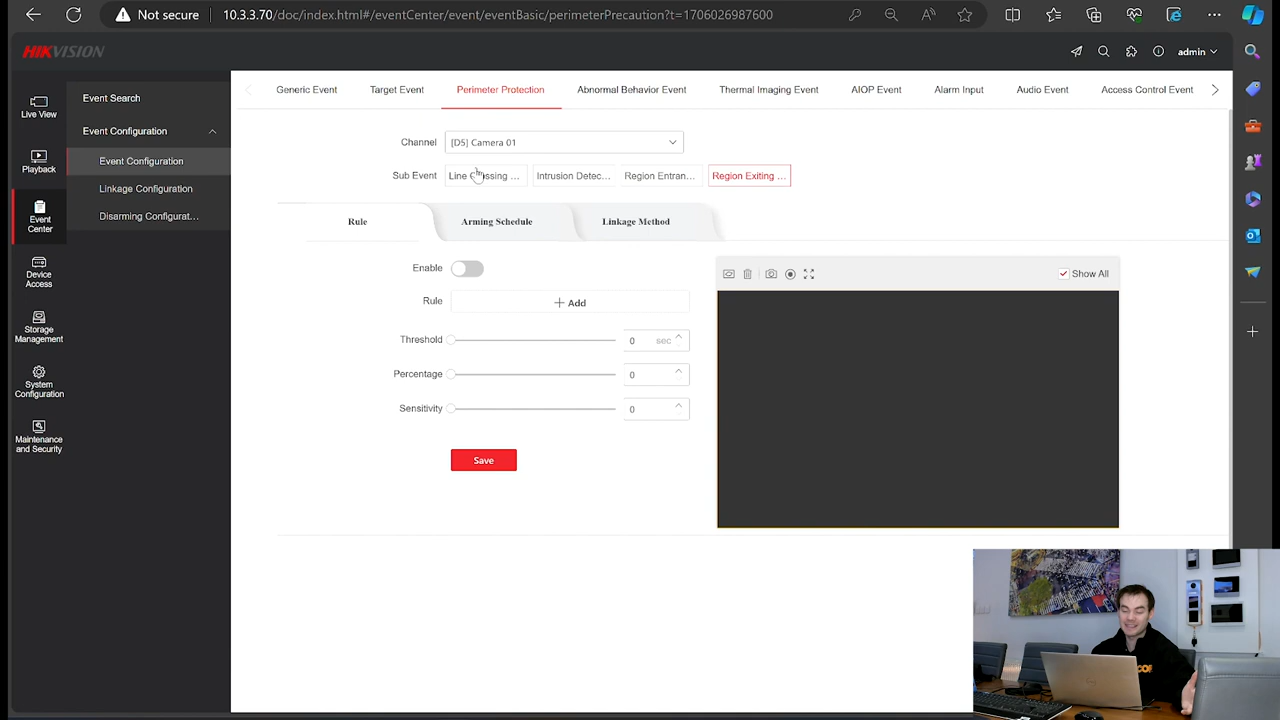 Not secure
10.3.3.70/doc/index.html#/eventCenter/event/eventBasic/perimeterPrecaution?t=1706026987600
HIKVISION
admin
Live View
Playback
Event
Center
Device
Access
Storage
Management
System
Configuration
Maintenance
and Security
Event Search
Event Configuration
Event Configuration
Linkage Configuration
Disarming Configurat...
Generic Event
Target Event
Perimeter Protection
Abnormal Behavior Event
Thermal Imaging Event
AIOP Event
Alarm Input
Audio Event
Access Control Event
Channel
[D5] Camera 01
Sub Event
Line Crossing ...
Intrusion Detec...
Region Entran...
Region Exiting ...
Rule
Arming Schedule
Linkage Method
Enable
Rule
+ Add
Threshold
0 sec
Percentage
0
Sensitivity
0
Save
Show All